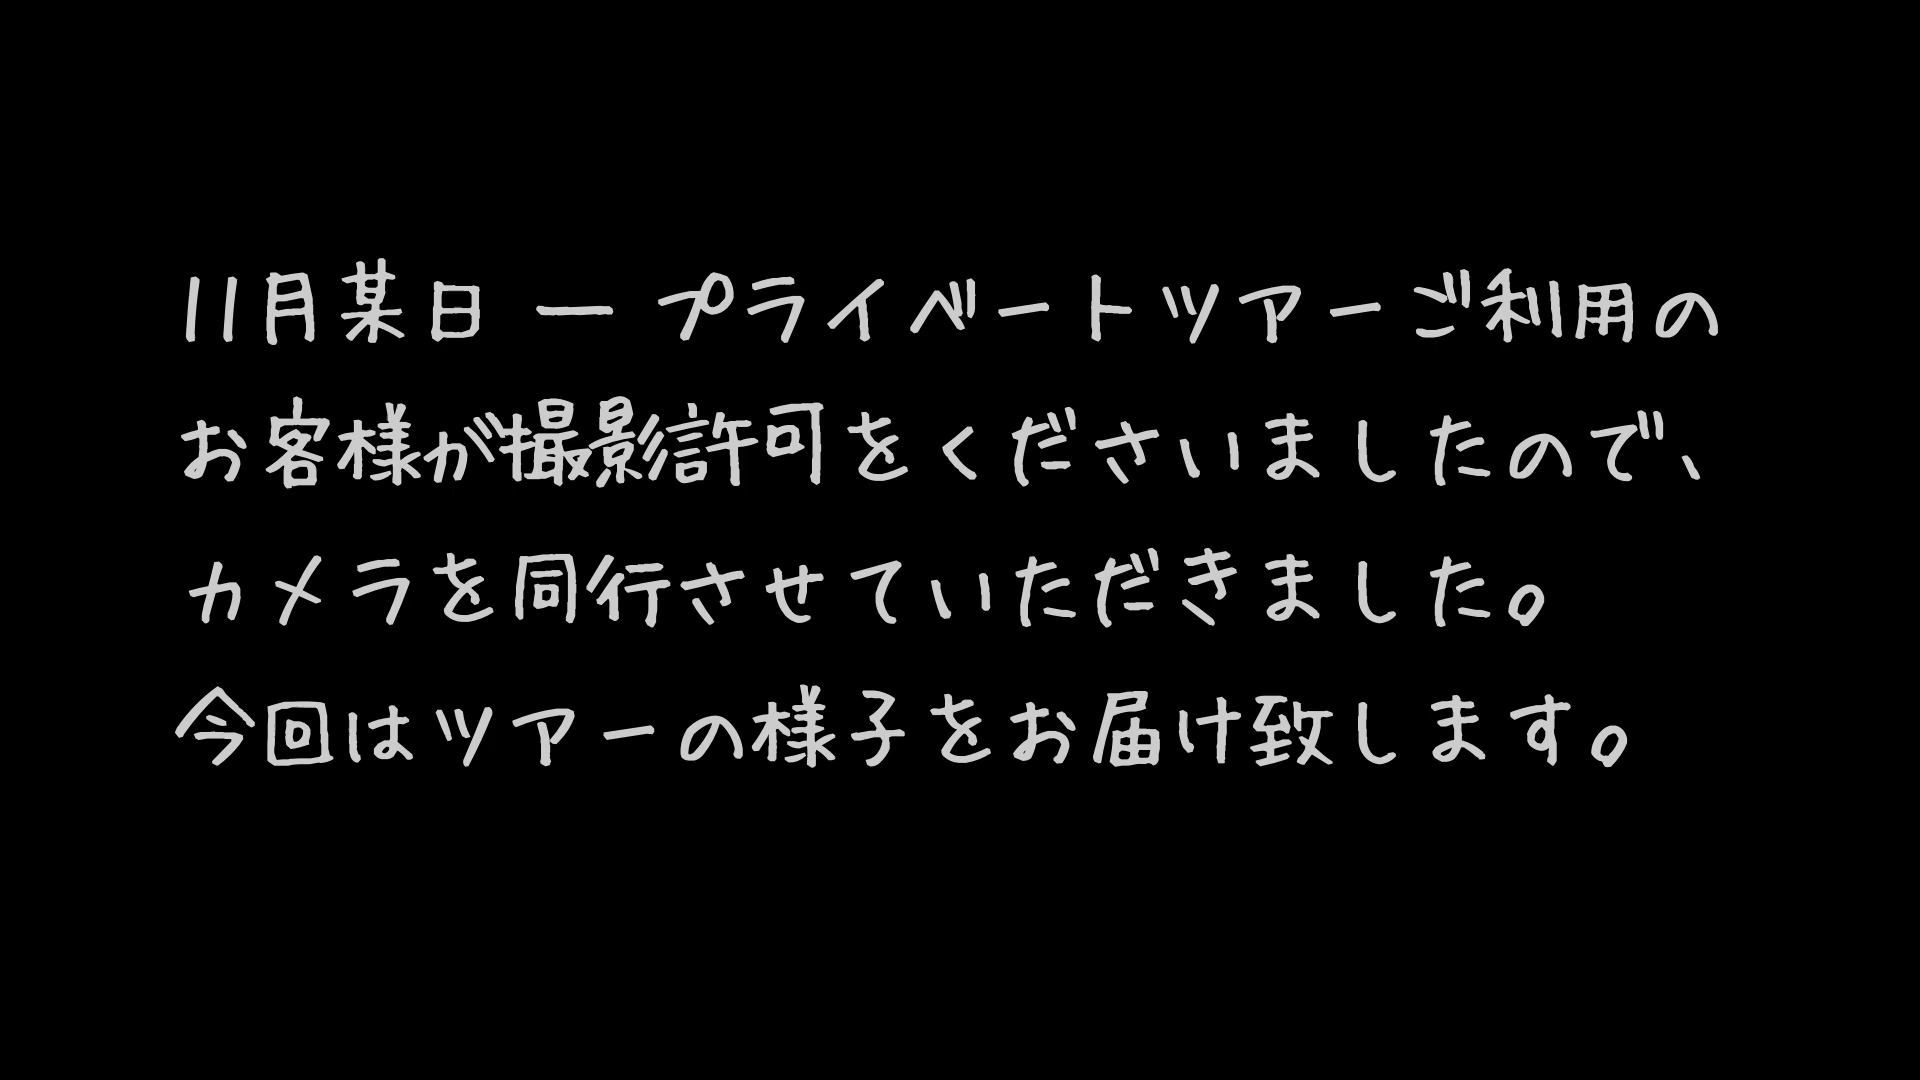 11月某日 ― プライベートツアーご利用の
お客様が撮影許可をくださいましたので、
カメラを同行させていただきました。
今回はツアーの様子をお届け致します。